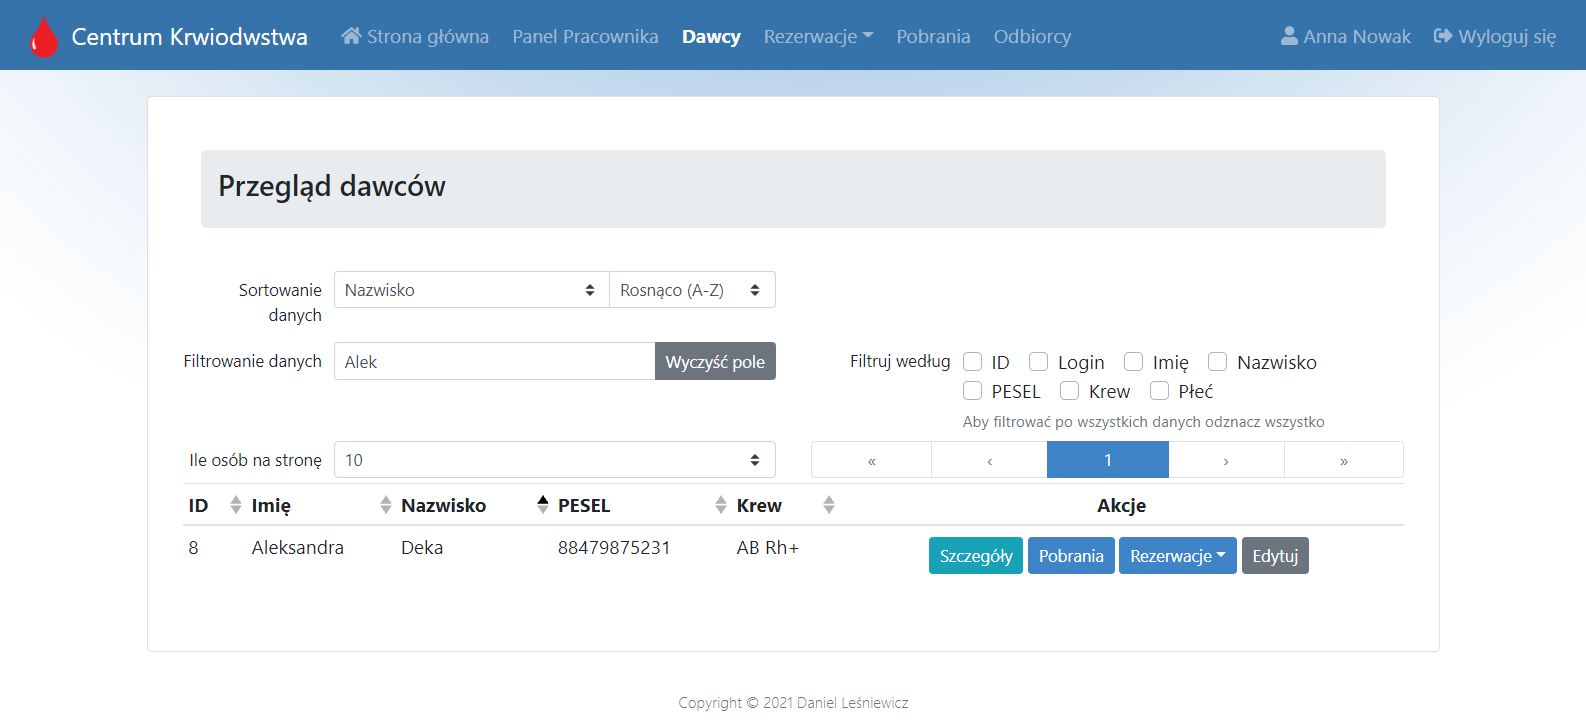 Centrum Krwiodwstwa Strona główna Panel Pracownika Dawcy Rezerwacje Pobrania Odbiorcy Anna Nowak Wyloguj się
Przegląd dawców
Sortowanie danych Nazwisko Rosnąco (A-Z)
Filtrowanie danych Alek Wyczyść pole Filtruj według ID Login Imię Nazwisko
PESEL Krew Płeć
Aby filtrować po wszystkich danych odznacz wszystko
Ile osób na stronę 10 « ‹ 1 › »
ID Imię Nazwisko PESEL Krew Akcje
8 Aleksandra Deka 88479875231 AB Rh+ Szczegóły Pobrania Rezerwacje Edytuj
Copyright © 2021 Daniel Leśniewicz